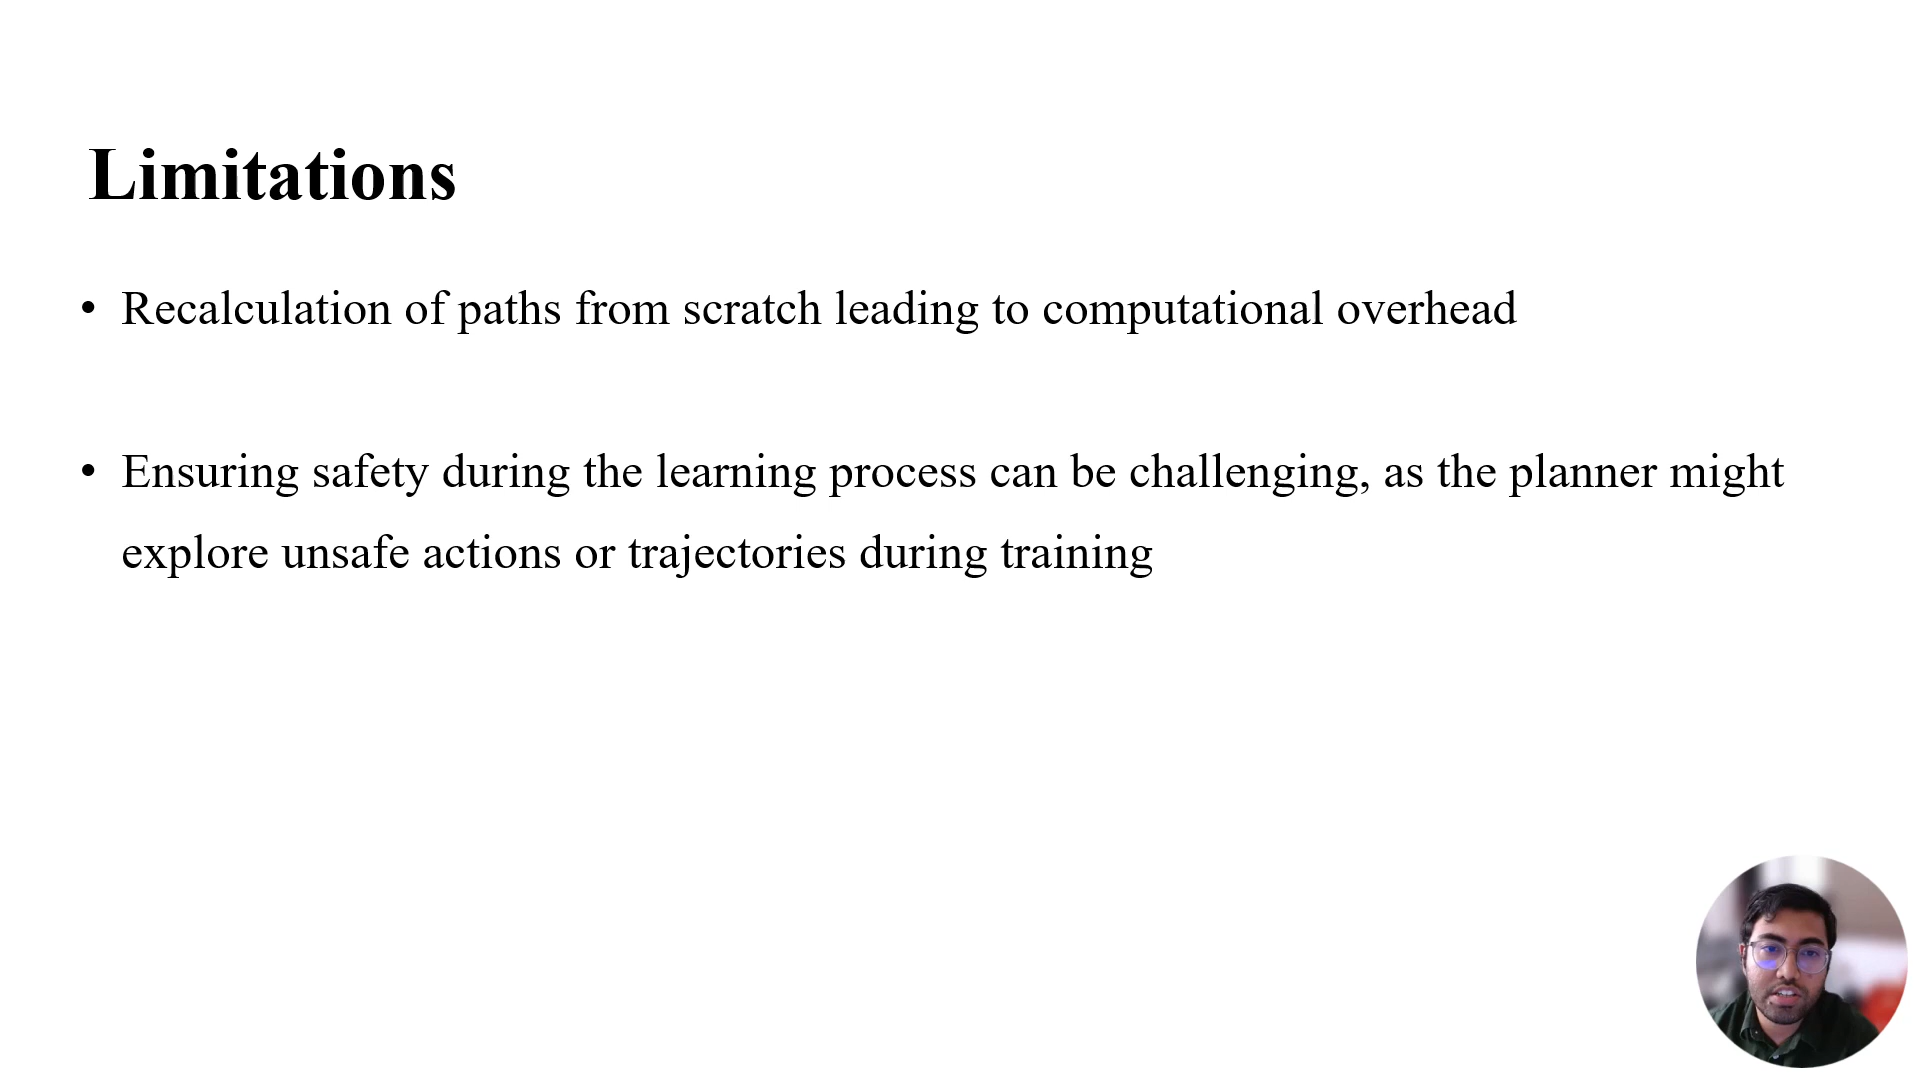 Limitations
• Recalculation of paths from scratch leading to computational overhead
• Ensuring safety during the learning process can be challenging, as the planner might
explore unsafe actions or trajectories during training